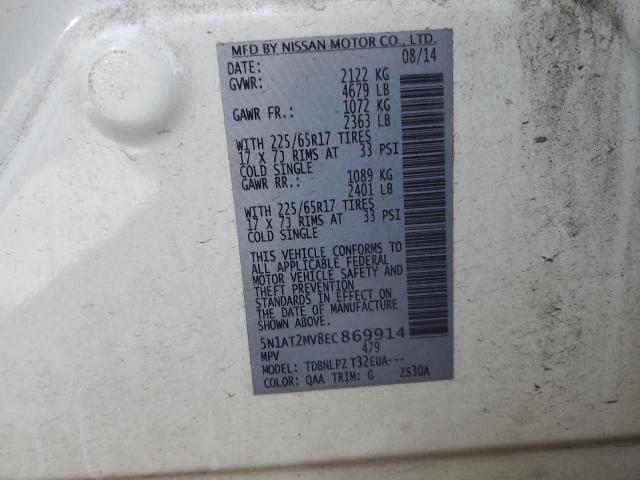 MFD BY NISSAN MOTOR CO., LTD.
DATE: 08/14
GVWR: 2122 KG
4679 LB
GAWR FR.: 1072 KG
2363 LB
WITH 225/65R17 TIRES
17 X 7J RIMS AT 33 PSI
COLD SINGLE
GAWR RR.: 1089 KG
2401 LB
WITH 225/65R17 TIRES
17 X 7J RIMS AT 33 PSI
COLD SINGLE
THIS VEHICLE CONFORMS TO
ALL APPLICABLE FEDERAL
MOTOR VEHICLE SAFETY AND
THEFT PREVENTION
STANDARDS IN EFFECT ON
THE DATE OF MANUFACTURE
SHOWN ABOVE.
5N1AT2MV8EC869914
MPV 479
MODEL: TDBNLPZ T32EUA---
COLOR: QAA TRIM: G ZS30A